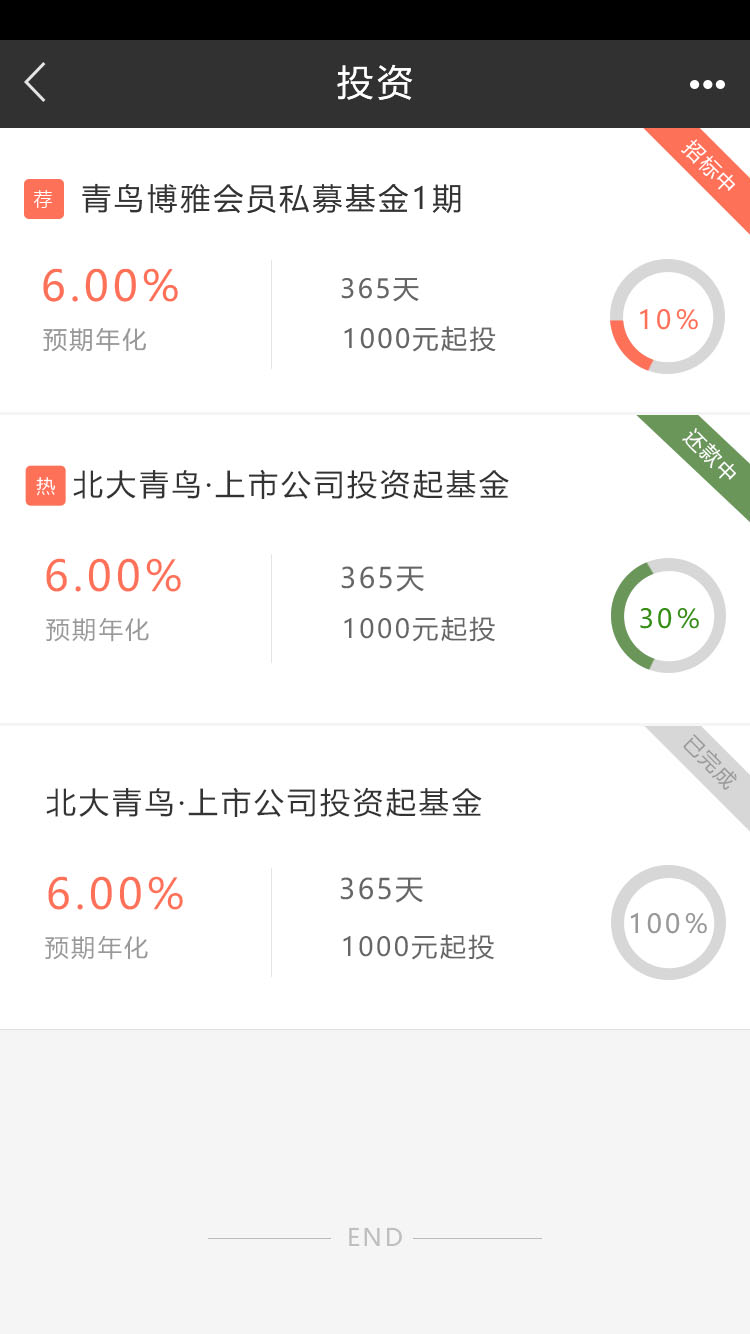 投资
招标中
荐 青鸟博雅会员私募基金1期
6.00%
365天
10%
预期年化
1000元起投
还款中
热 北大青鸟·上市公司投资起基金
6.00%
365天
30%
预期年化
1000元起投
已完成
北大青鸟·上市公司投资起基金
6.00%
365天
100%
预期年化
1000元起投
END